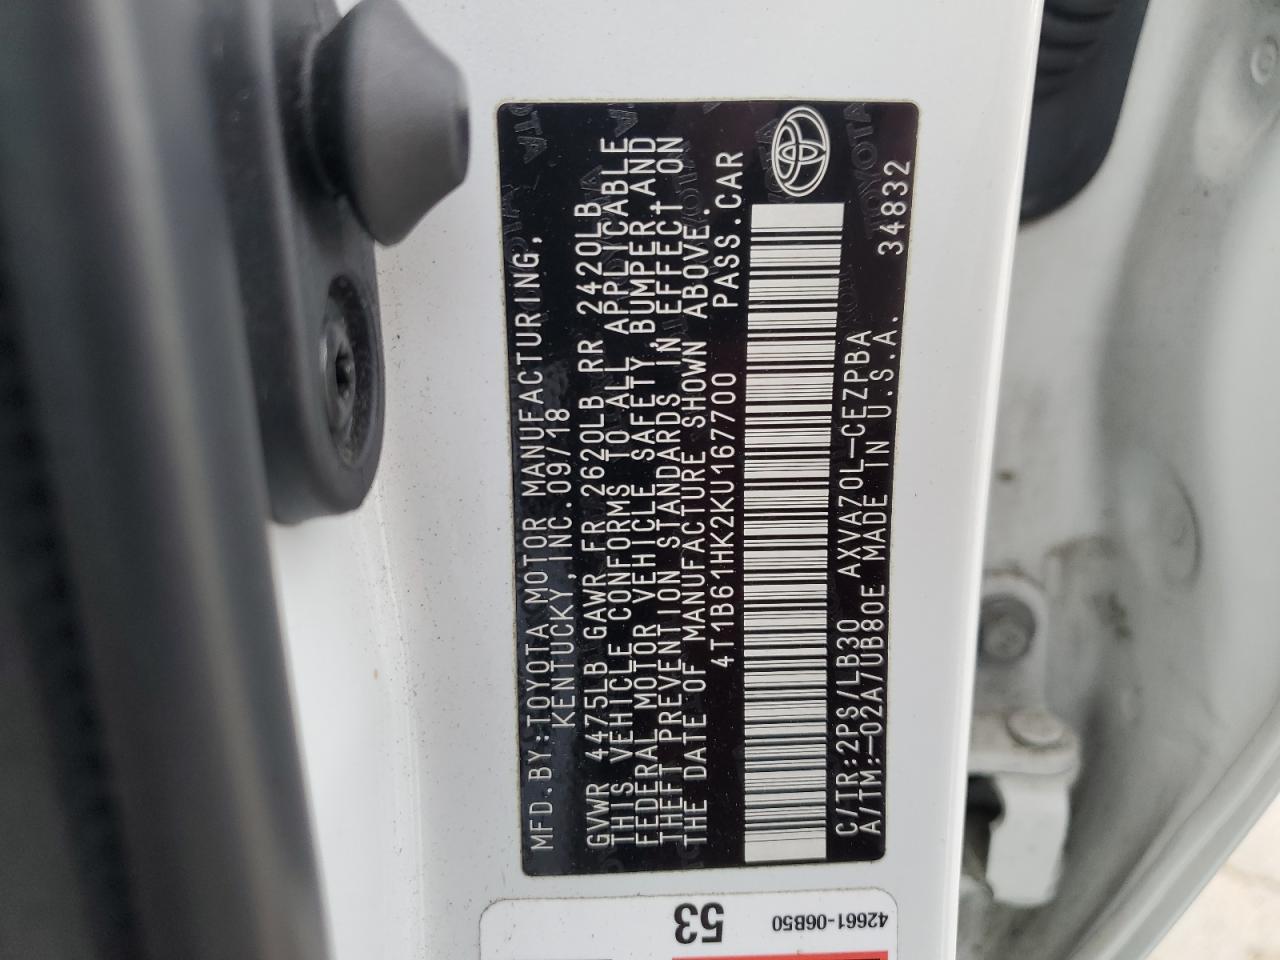 MFD.BY:TOYOTA MOTOR MANUFACTURING,
KENTUCKY,INC.09/18
GVWR 4475LB GAWR FR 2620LB RR 2420LB
THIS VEHICLE CONFORMS TO ALL APPLICABLE
FEDERAL MOTOR VEHICLE SAFETY,BUMPER,AND
THEFT PREVENTION STANDARDS IN EFFECT ON
THE DATE OF MANUFACTURE SHOWN ABOVE.
4T1B61HK2KU167700 PASS.CAR
C/TR:2PS/LB30 AXVA70L-CEZPBA
A/TM:-02A/UB80E MADE IN U.S.A. 34832
53
42661-06B50